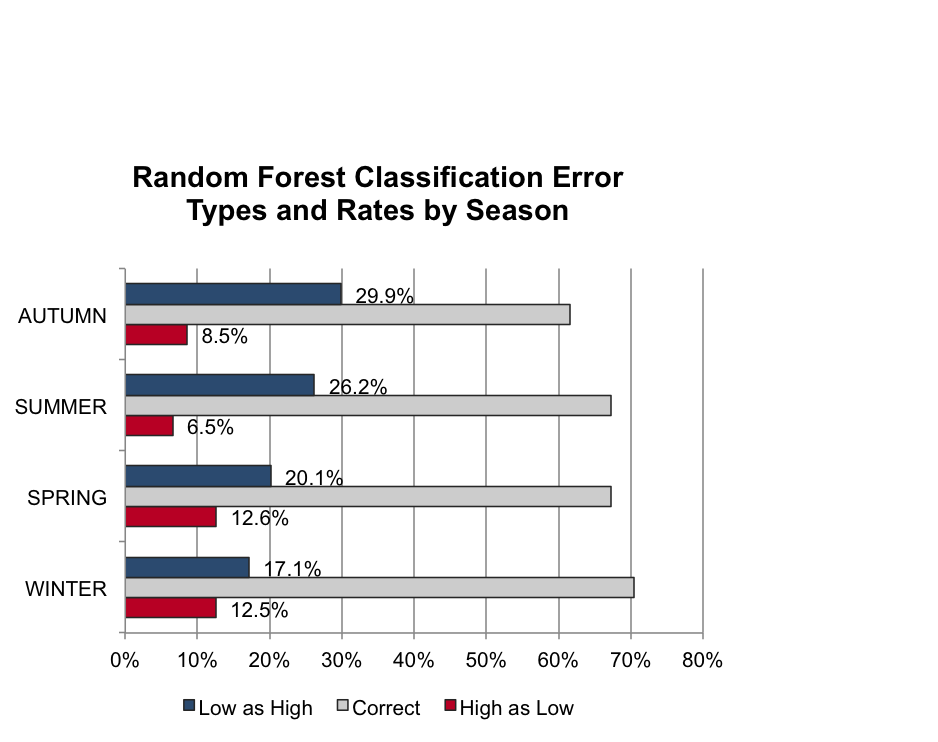 Random Forest Classification Error
Types and Rates by Season
AUTUMN
29.9%
8.5%
SUMMER
26.2%
6.5%
SPRING
20.1%
12.6%
WINTER
17.1%
12.5%
0% 10% 20% 30% 40% 50% 60% 70% 80%
Low as High Correct High as Low